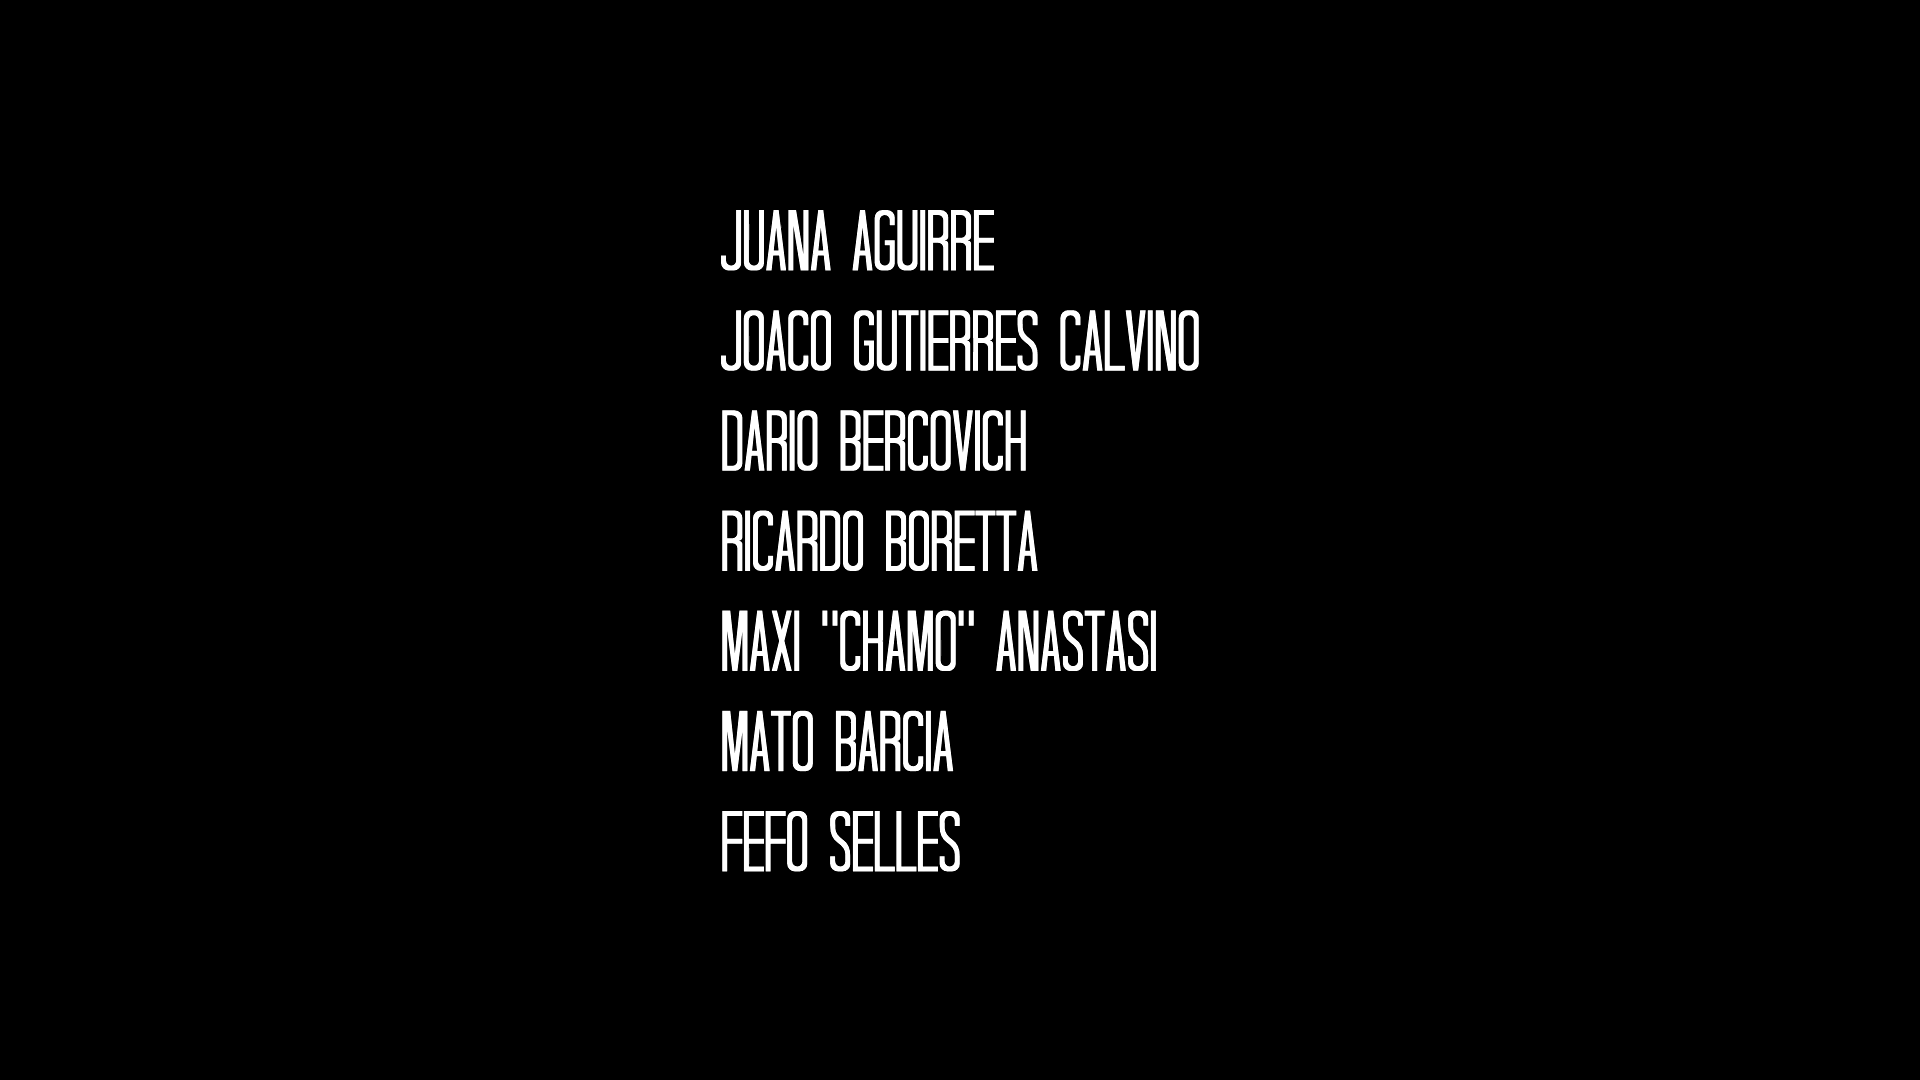 JUANA AGUIRRE
JOACO GUTIERRES CALVINO
DARIO BERCOVICH
RICARDO BORETTA
MAXI "CHAMO" ANASTASI
MATO BARCIA
FEFO SELLES